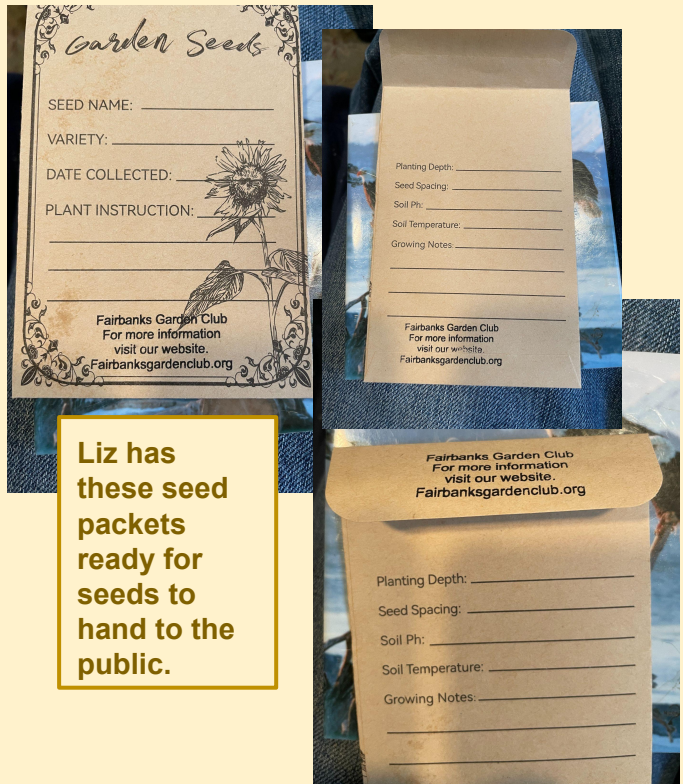 Garden Seeds
SEED NAME:
VARIETY:
DATE COLLECTED:
PLANT INSTRUCTION:
Fairbanks Garden Club
For more information
visit our website.
Fairbanksgardenclub.org
Planting Depth:
Seed Spacing:
Soil Ph:
Soil Temperature:
Growing Notes:
Fairbanks Garden Club
For more information
visit our website.
Fairbanksgardenclub.org
Liz has
these seed
packets
ready for
seeds to
hand to the
public.
Fairbanks Garden Club
For more information
visit our website.
Fairbanksgardenclub.org
Planting Depth:
Seed Spacing:
Soil Ph:
Soil Temperature:
Growing Notes: